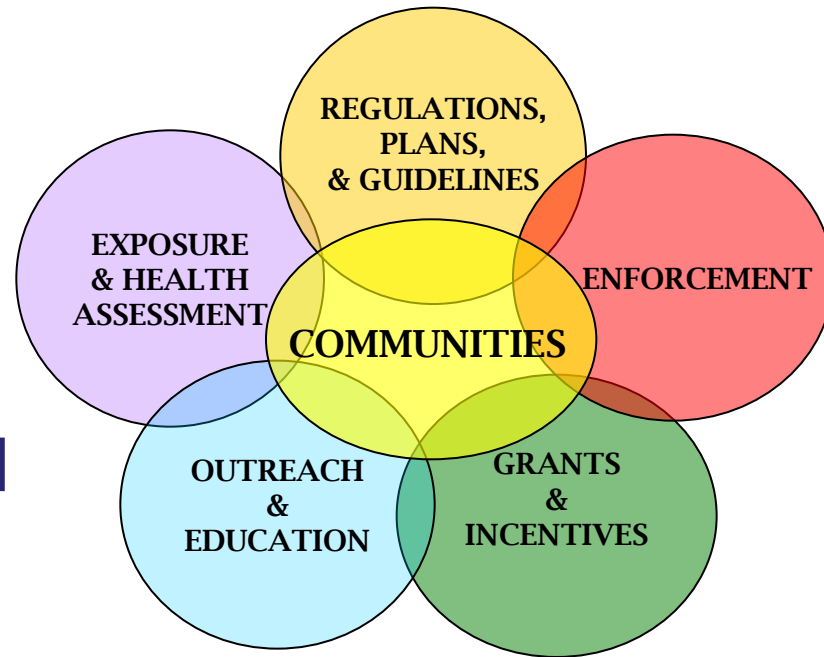 REGULATIONS,
PLANS,
& GUIDELINES
EXPOSURE
& HEALTH
ASSESSMENT
ENFORCEMENT
COMMUNITIES
OUTREACH
&
EDUCATION
GRANTS
&
INCENTIVES